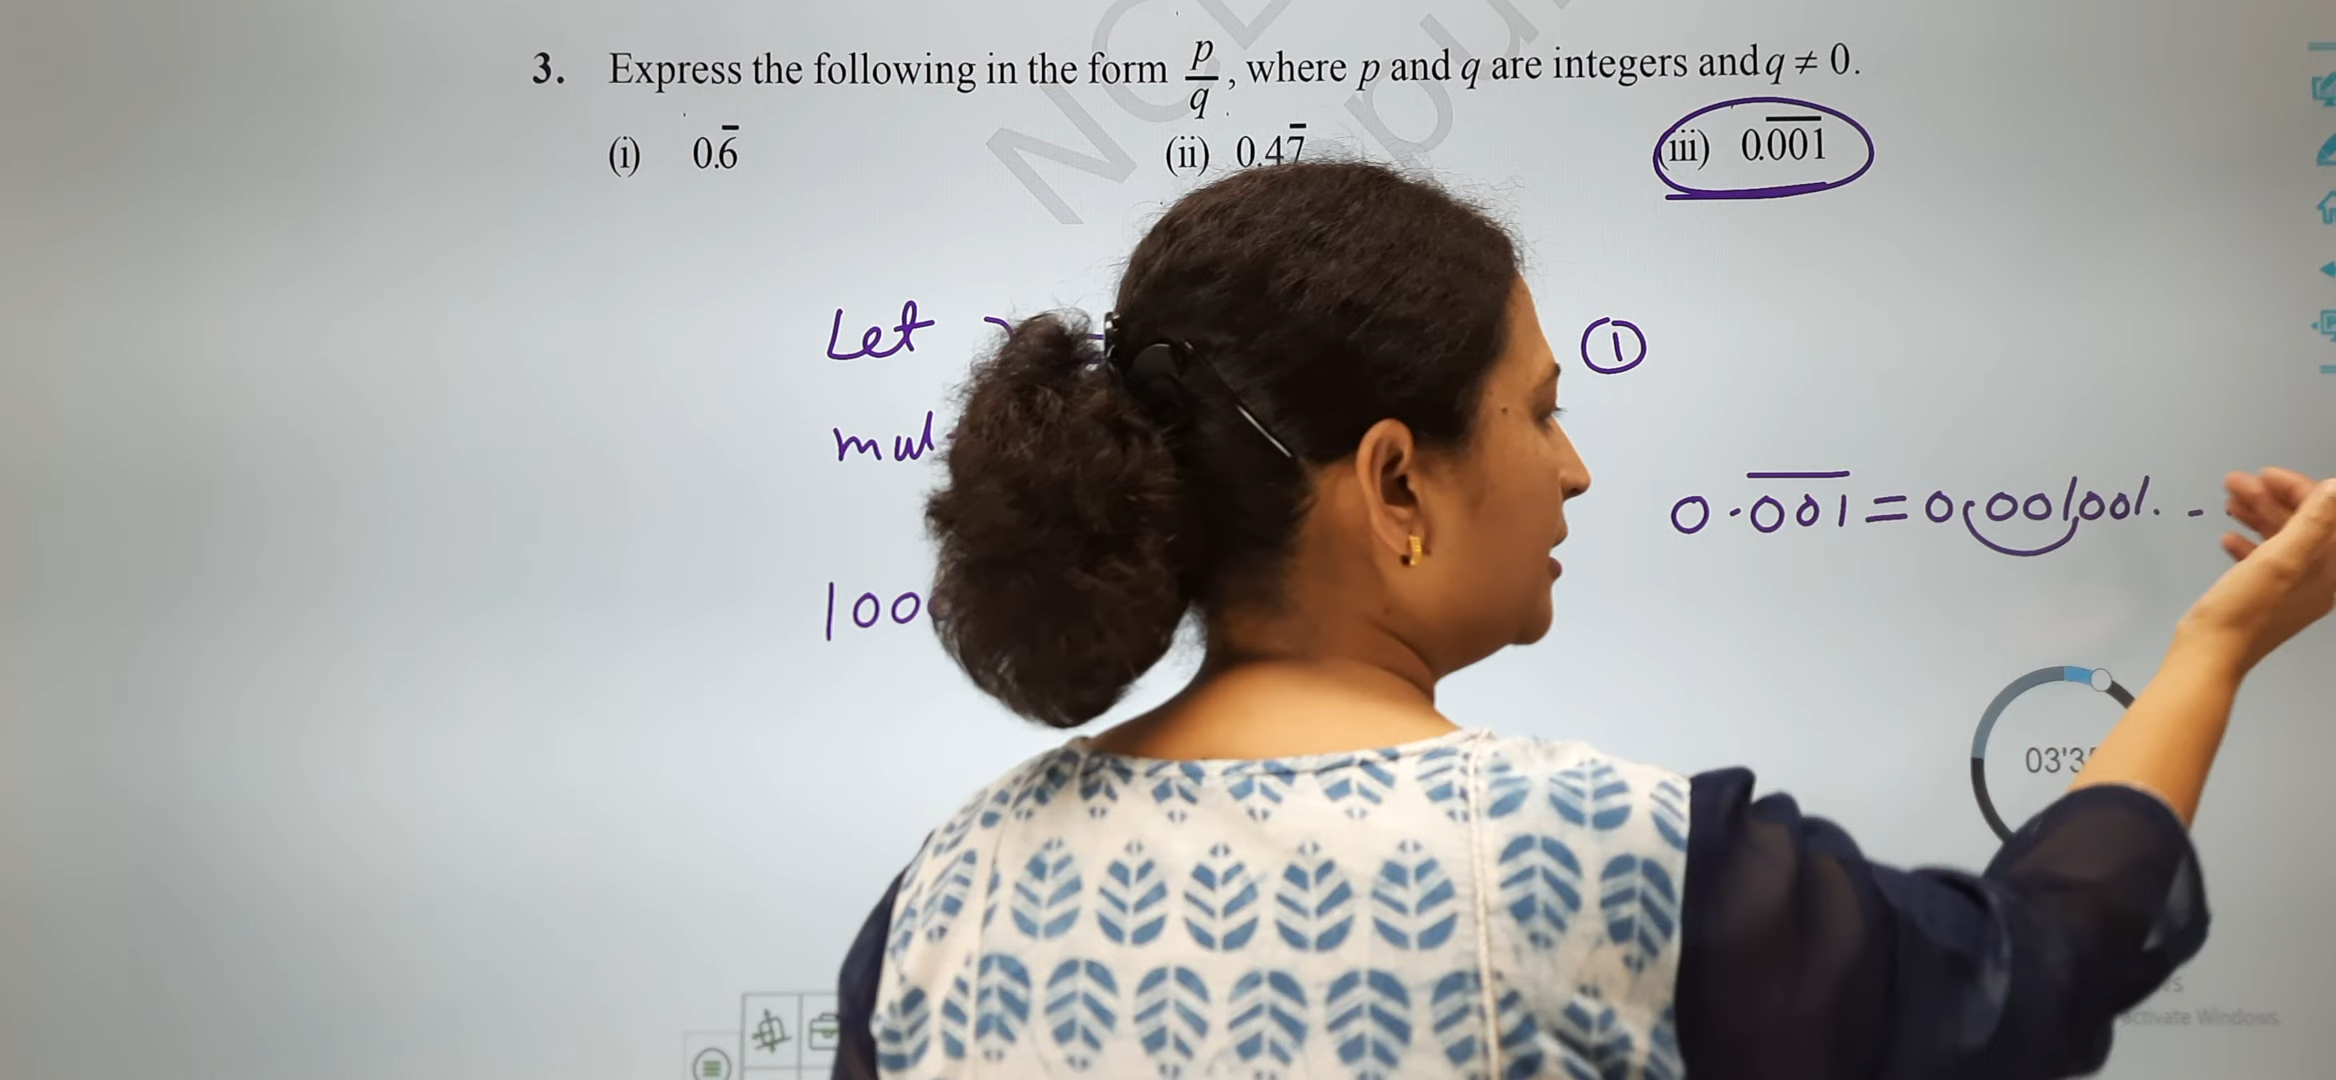 3. Express the following in the form p/q, where p and q are integers and q ≠ 0.
(i) 0.6̅ (ii) 0.47̅ (iii) 0.0̅0̅1̅
Let ①
mul
0.0̅0̅1̅ = 0.001001. -
100
03'3